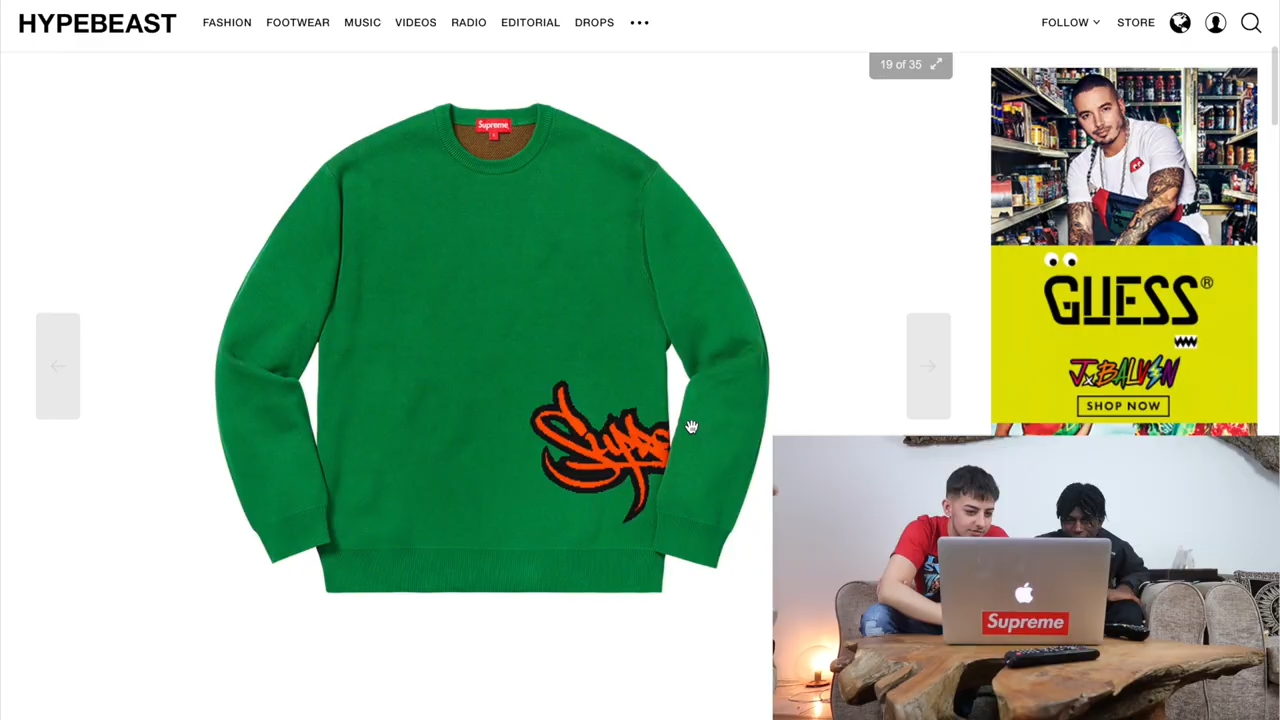 HYPEBEAST
FASHION FOOTWEAR MUSIC VIDEOS RADIO EDITORIAL DROPS •••
FOLLOW STORE
19 of 35
Supreme
GUESS®
J x BALVIN
SHOP NOW
Supre
Supreme